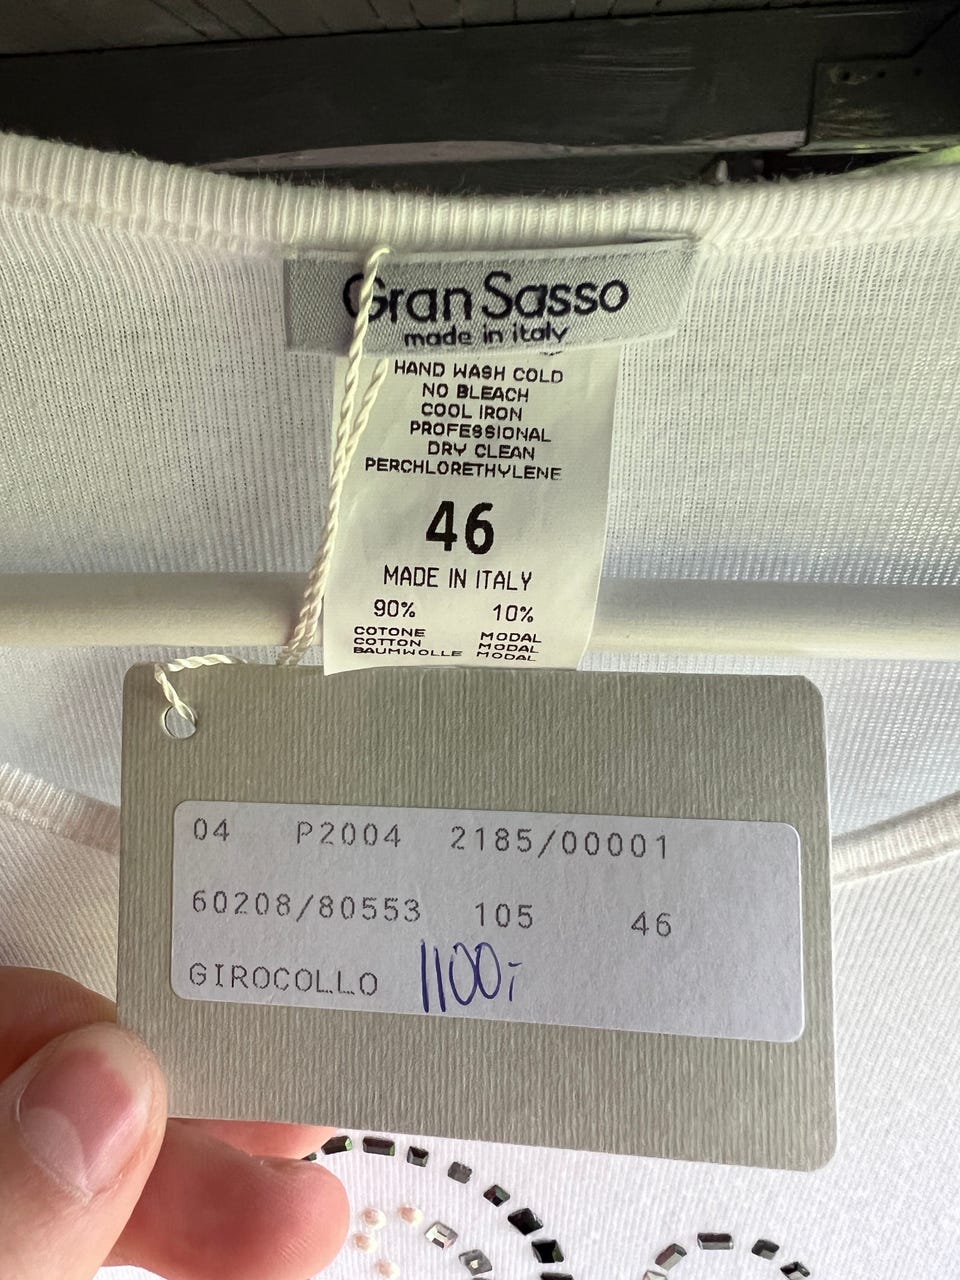 Gran Sasso
made in italy
HAND WASH COLD
NO BLEACH
COOL IRON
PROFESSIONAL
DRY CLEAN
PERCHLORETHYLENE
46
MADE IN ITALY
90% 10%
COTONE MODAL
COTTON MODAL
BAUMWOLLE MODAL
04 P2004 2185/00001
60208/80553 105 46
GIROCOLLO 1100,-